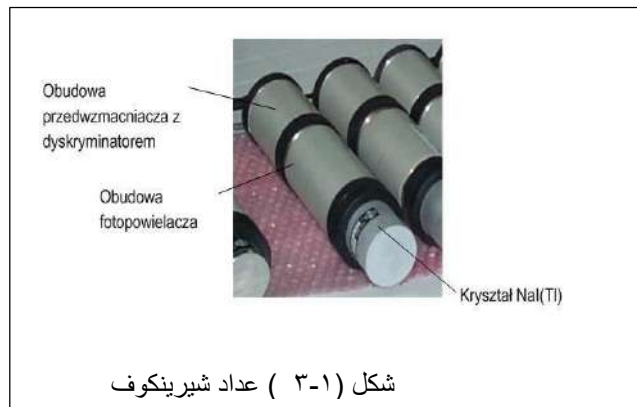 Obudowa
przedwzmacniacza z
dyskryminatorem
Obudowa
fotopowielacza
Kryształ NaI(Tl)
شكل (١-٣ ) عداد شيرينكوف